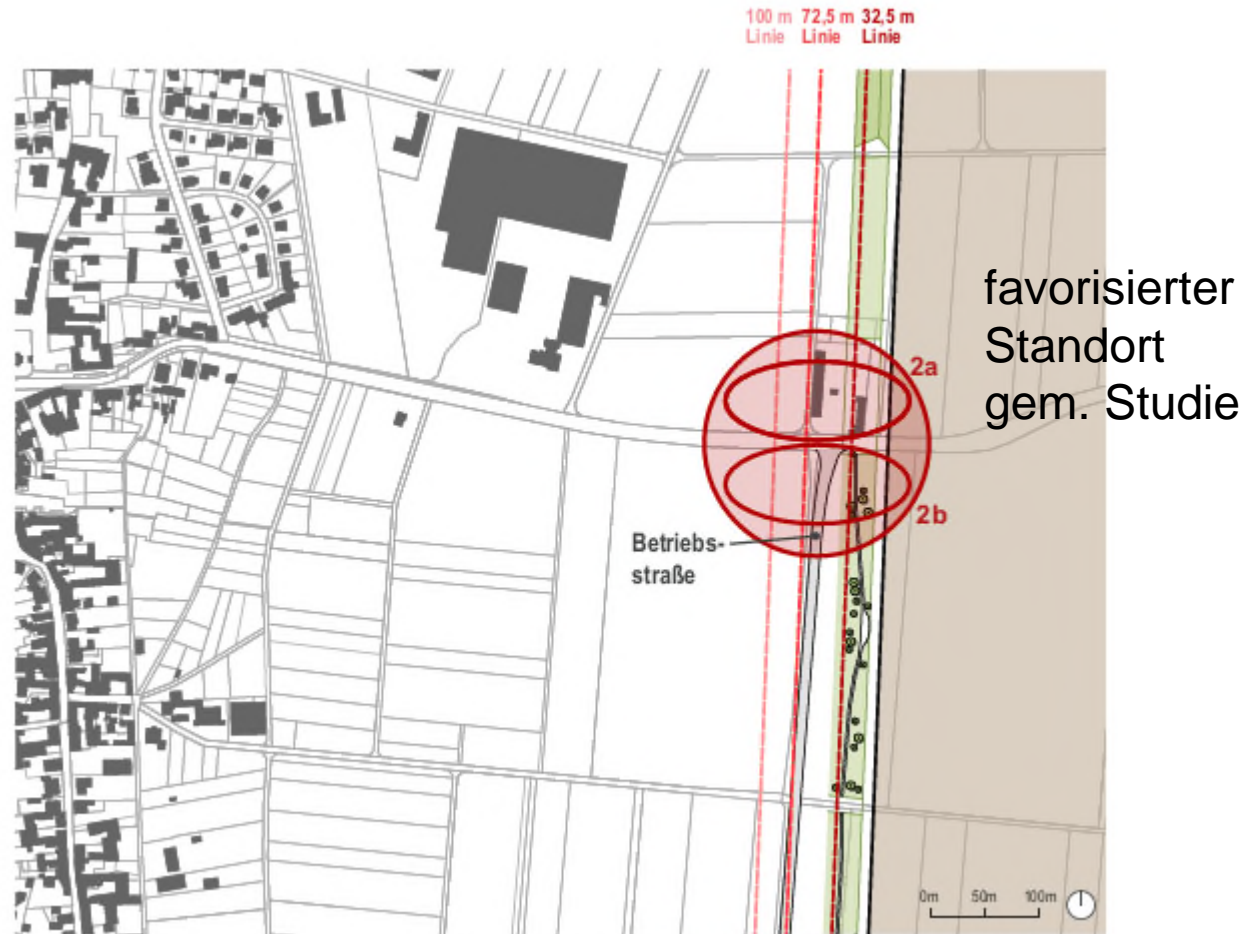 100 m 72,5 m 32,5 m
Linie Linie Linie
favorisierter
Standort
gem. Studie
2a
2b
Betriebs-
straße
0m 50m 100m